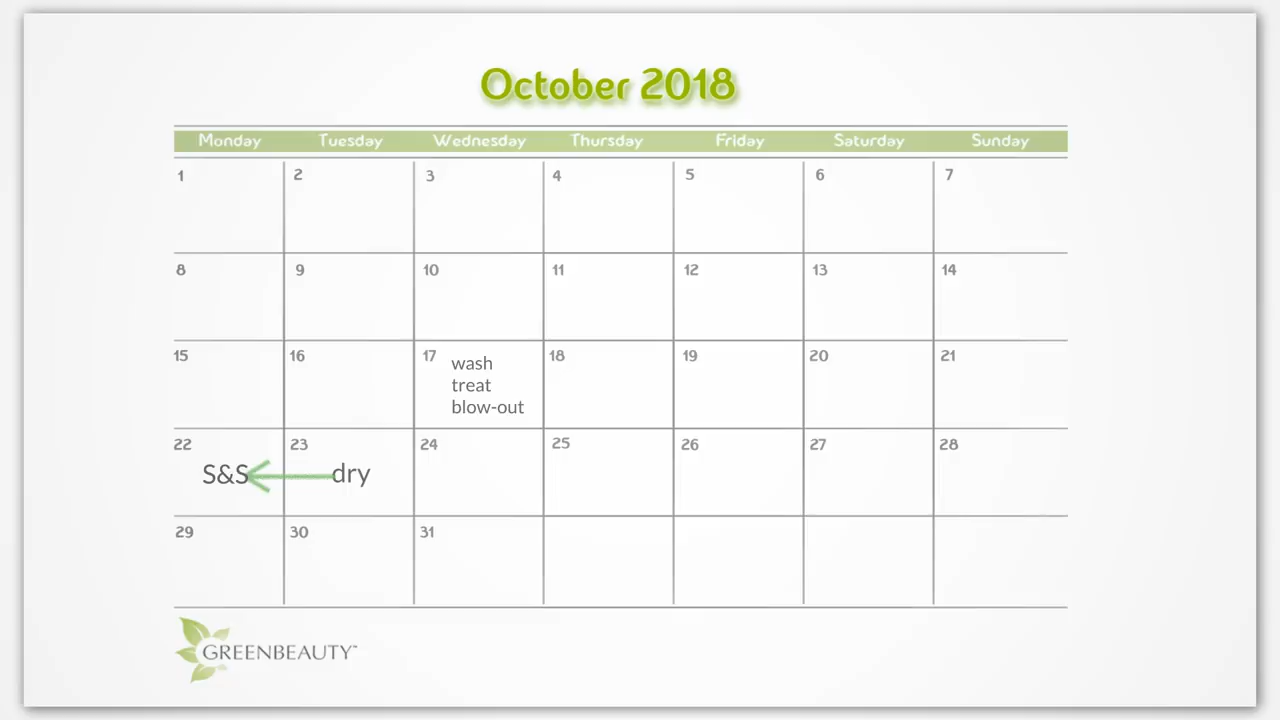 October 2018
Monday Tuesday Wednesday Thursday Friday Saturday Sunday
1 2 3 4 5 6 7
8 9 10 11 12 13 14
15 16 17 18 19 20 21
wash
treat
blow-out
22 23 24 25 26 27 28
S&S dry
29 30 31
GREENBEAUTY™